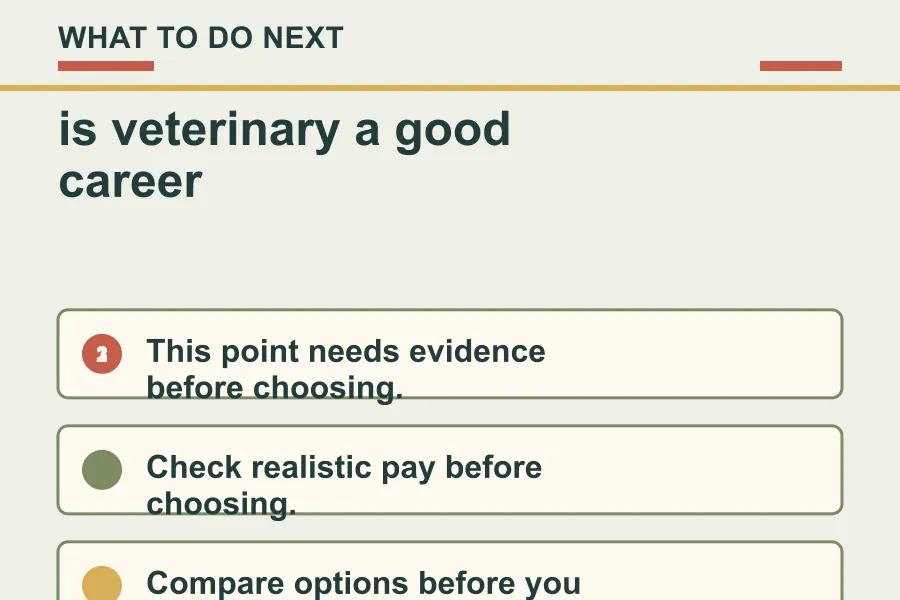 WHAT TO DO NEXT
is veterinary a good
career
This point needs evidence
before choosing.
Check realistic pay before
choosing.
Compare options before you